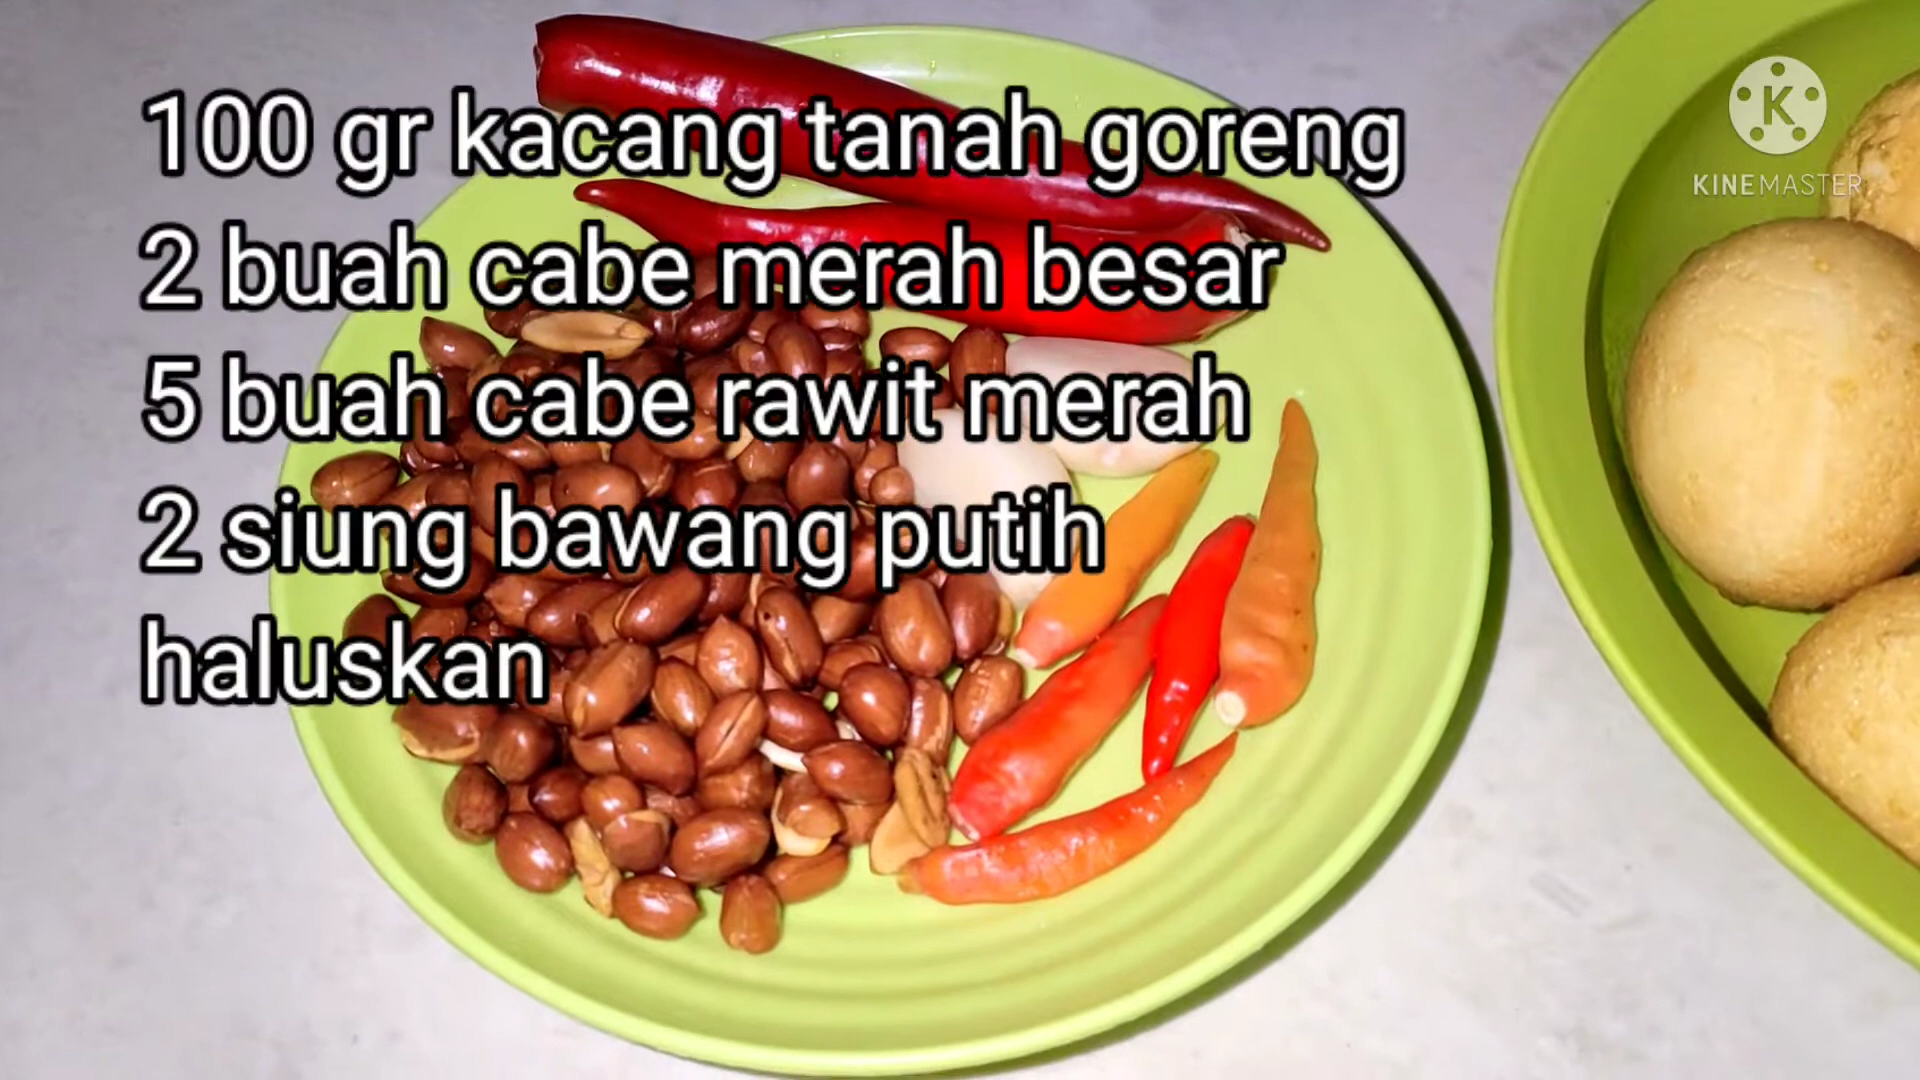 100 gr kacang tanah goreng
2 buah cabe merah besar
5 buah cabe rawit merah
2 siung bawang putih
haluskan
K
KINEMASTER